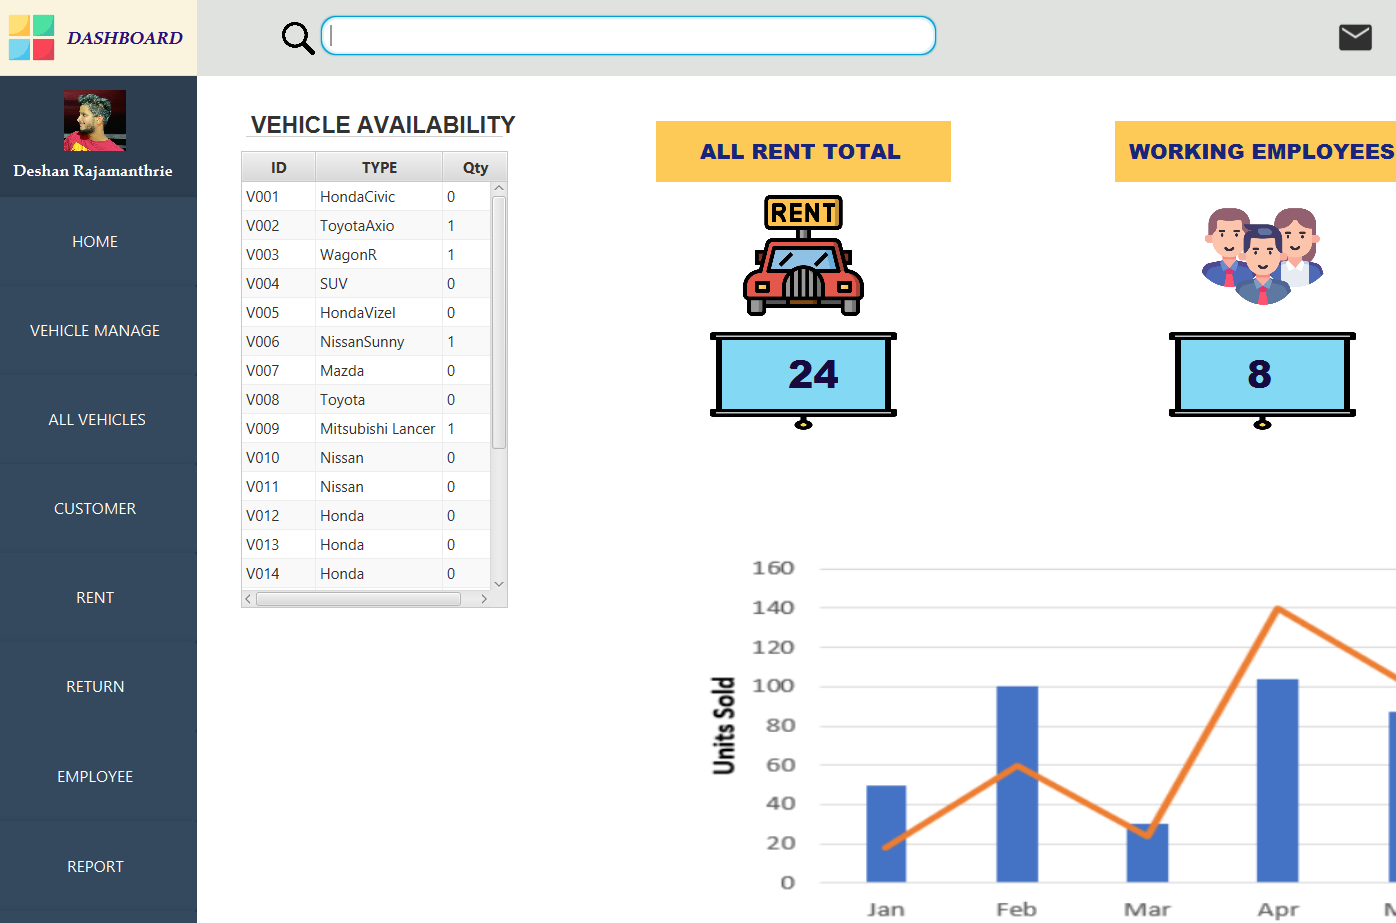 DASHBOARD
Deshan Rajamanthrie
HOME
VEHICLE MANAGE
ALL VEHICLES
CUSTOMER
RENT
RETURN
EMPLOYEE
REPORT
VEHICLE AVAILABILITY
ID TYPE Qty
V001 HondaCivic 0
V002 ToyotaAxio 1
V003 WagonR 1
V004 SUV 0
V005 HondaVizel 0
V006 NissanSunny 1
V007 Mazda 0
V008 Toyota 0
V009 Mitsubishi Lancer 1
V010 Nissan 0
V011 Nissan 0
V012 Honda 0
V013 Honda 0
V014 Honda 0
ALL RENT TOTAL
RENT
24
WORKING EMPLOYEES
8
Units Sold
160
140
120
100
80
60
40
20
0
Jan Feb Mar Apr